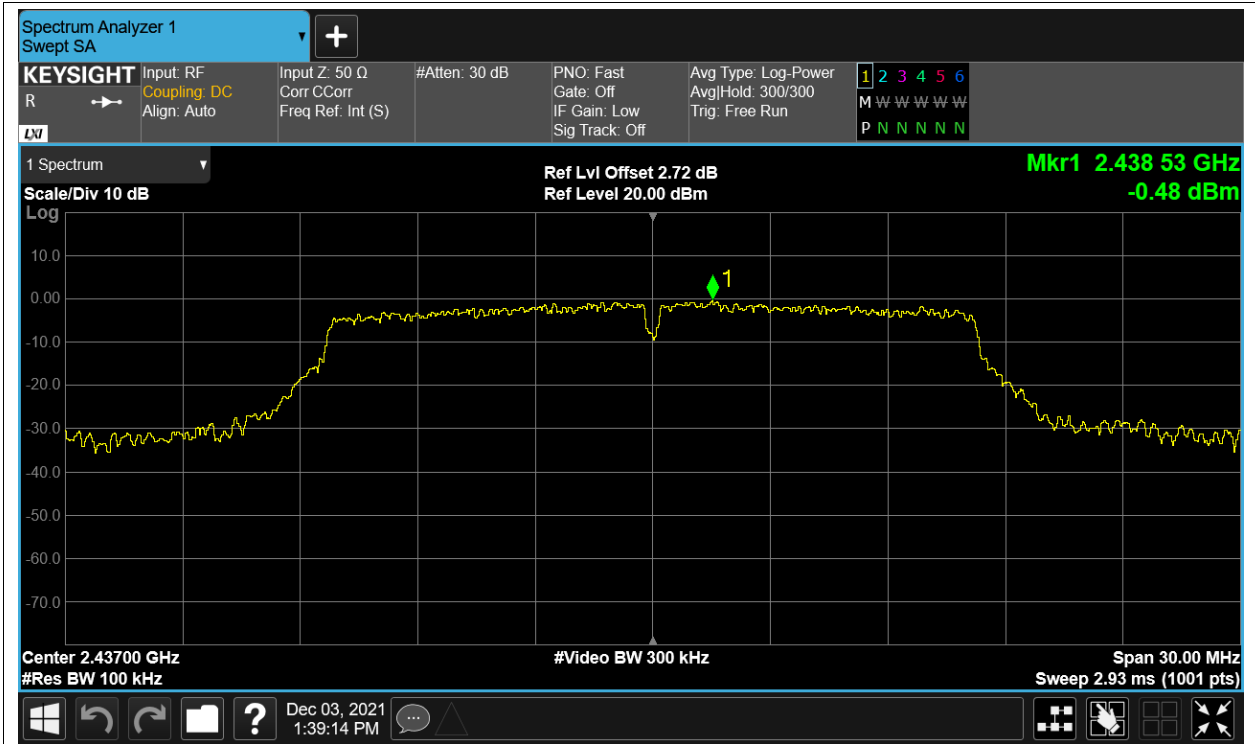 Spectrum Analyzer 1
Swept SA
KEYSIGHT
R
LXI
Input: RF
Coupling: DC
Align: Auto
Input Z: 50 Ω
Corr CCorr
Freq Ref: Int (S)
#Atten: 30 dB
PNO: Fast
Gate: Off
IF Gain: Low
Sig Track: Off
Avg Type: Log-Power
Avg|Hold: 300/300
Trig: Free Run
1 2 3 4 5 6
M W W W W W
P N N N N N
1 Spectrum
Scale/Div 10 dB
Log
Ref Lvl Offset 2.72 dB
Ref Level 20.00 dBm
Mkr1 2.438 53 GHz
-0.48 dBm
1
10.0
0.00
-10.0
-20.0
-30.0
-40.0
-50.0
-60.0
-70.0
Center 2.43700 GHz
#Res BW 100 kHz
#Video BW 300 kHz
Span 30.00 MHz
Sweep 2.93 ms (1001 pts)
?
Dec 03, 2021
1:39:14 PM